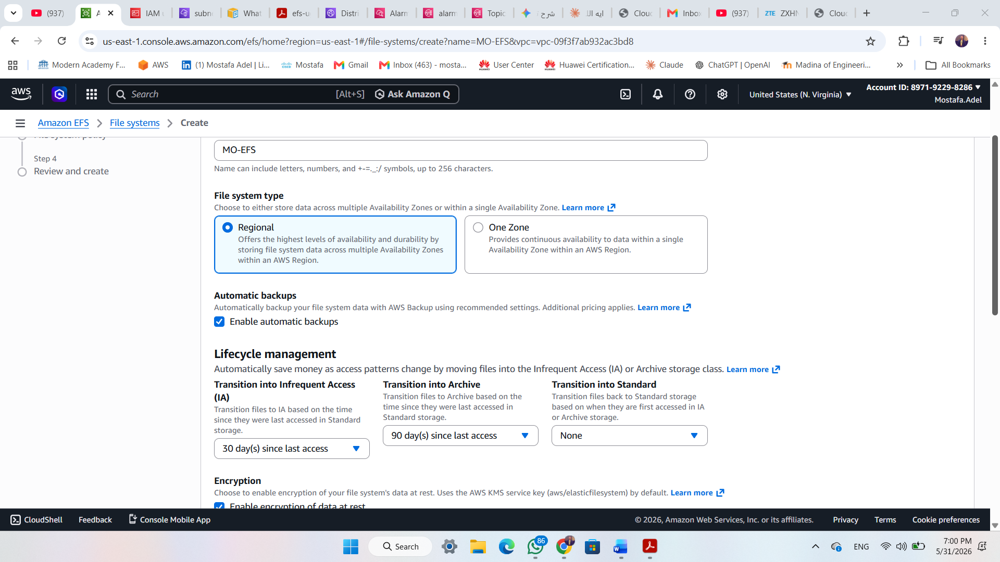 (937)
A
IAM
subn
What
efs-u
Distri
Alarm
alarm
Topic
شرح
ايه الل
Clou
Inbo
(937)
ZTE ZXHN
Clou
us-east-1.console.aws.amazon.com/efs/home?region=us-east-1#/file-systems/create?name=MO-EFS&vpc=vpc-09f3f7ab932ac3bd8
Modern Academy F...
AWS
(1) Mostafa Adel | Li...
Mostafa
Gmail
Inbox (463) - mosta...
User Center
Huawei Certification...
Claude
ChatGPT | OpenAI
Madina of Engineeri...
All Bookmarks
aws
Search
[Alt+S]
Ask Amazon Q
United States (N. Virginia)
Account ID: 8971-9229-8286
Mostafa.Adel
Amazon EFS
File systems
Create
File system policy
Step 4
Review and create
MO-EFS
Name can include letters, numbers, and +-=._:/ symbols, up to 256 characters.
File system type
Choose to either store data across multiple Availability Zones or within a single Availability Zone. Learn more
Regional
Offers the highest levels of availability and durability by
storing file system data across multiple Availability Zones
within an AWS Region.
One Zone
Provides continuous availability to data within a single
Availability Zone within an AWS Region.
Automatic backups
Automatically backup your file system data with AWS Backup using recommended settings. Additional pricing applies. Learn more
Enable automatic backups
Lifecycle management
Automatically save money as access patterns change by moving files into the Infrequent Access (IA) or Archive storage class. Learn more
Transition into Infrequent Access
(IA)
Transition files to IA based on the time
since they were last accessed in Standard
storage.
30 day(s) since last access
Transition into Archive
Transition files to Archive based on the
time since they were last accessed in
Standard storage.
90 day(s) since last access
Transition into Standard
Transition files back to Standard storage
based on when they are first accessed in IA
or Archive storage.
None
Encryption
Choose to enable encryption of your file system's data at rest. Uses the AWS KMS service key (aws/elasticfilesystem) by default. Learn more
Enable encryption of data at rest
CloudShell
Feedback
Console Mobile App
© 2026, Amazon Web Services, Inc. or its affiliates.
Privacy
Terms
Cookie preferences
Search
86
ENG
7:00 PM
5/31/2026